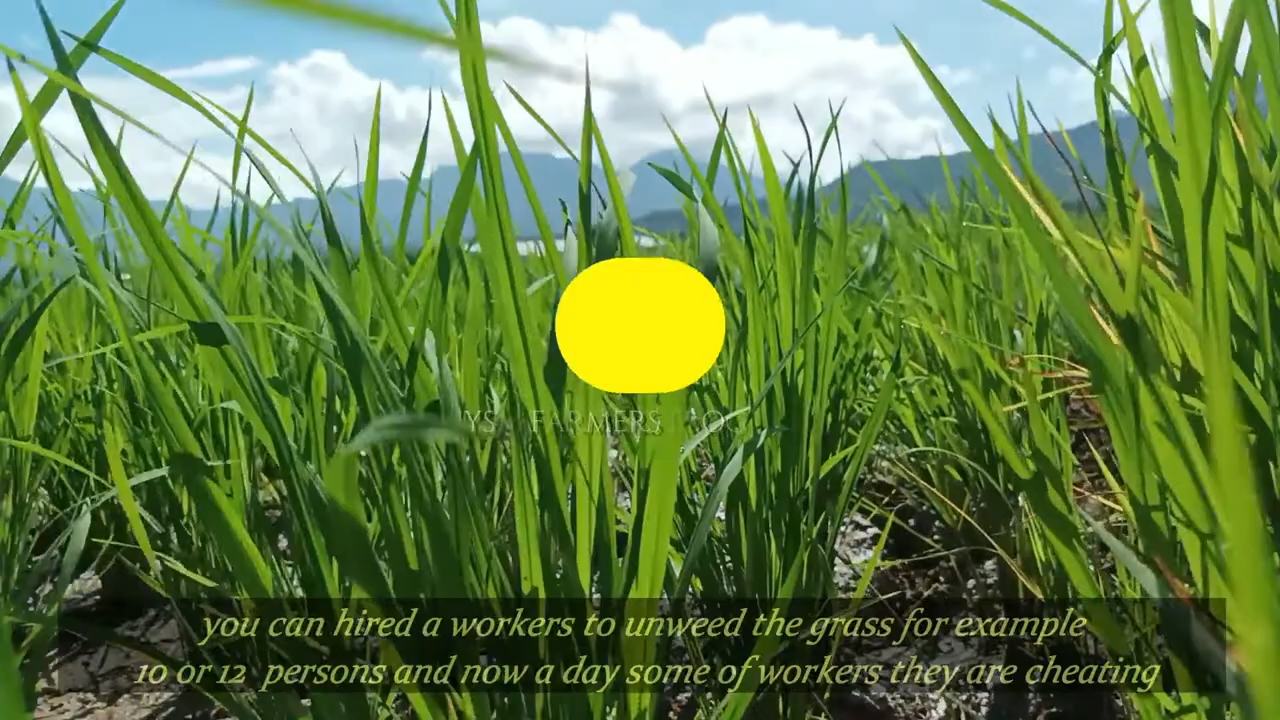 FARMERS
you can hired a workers to unweed the grass for example
10 or 12 persons and now a day some of workers they are cheating